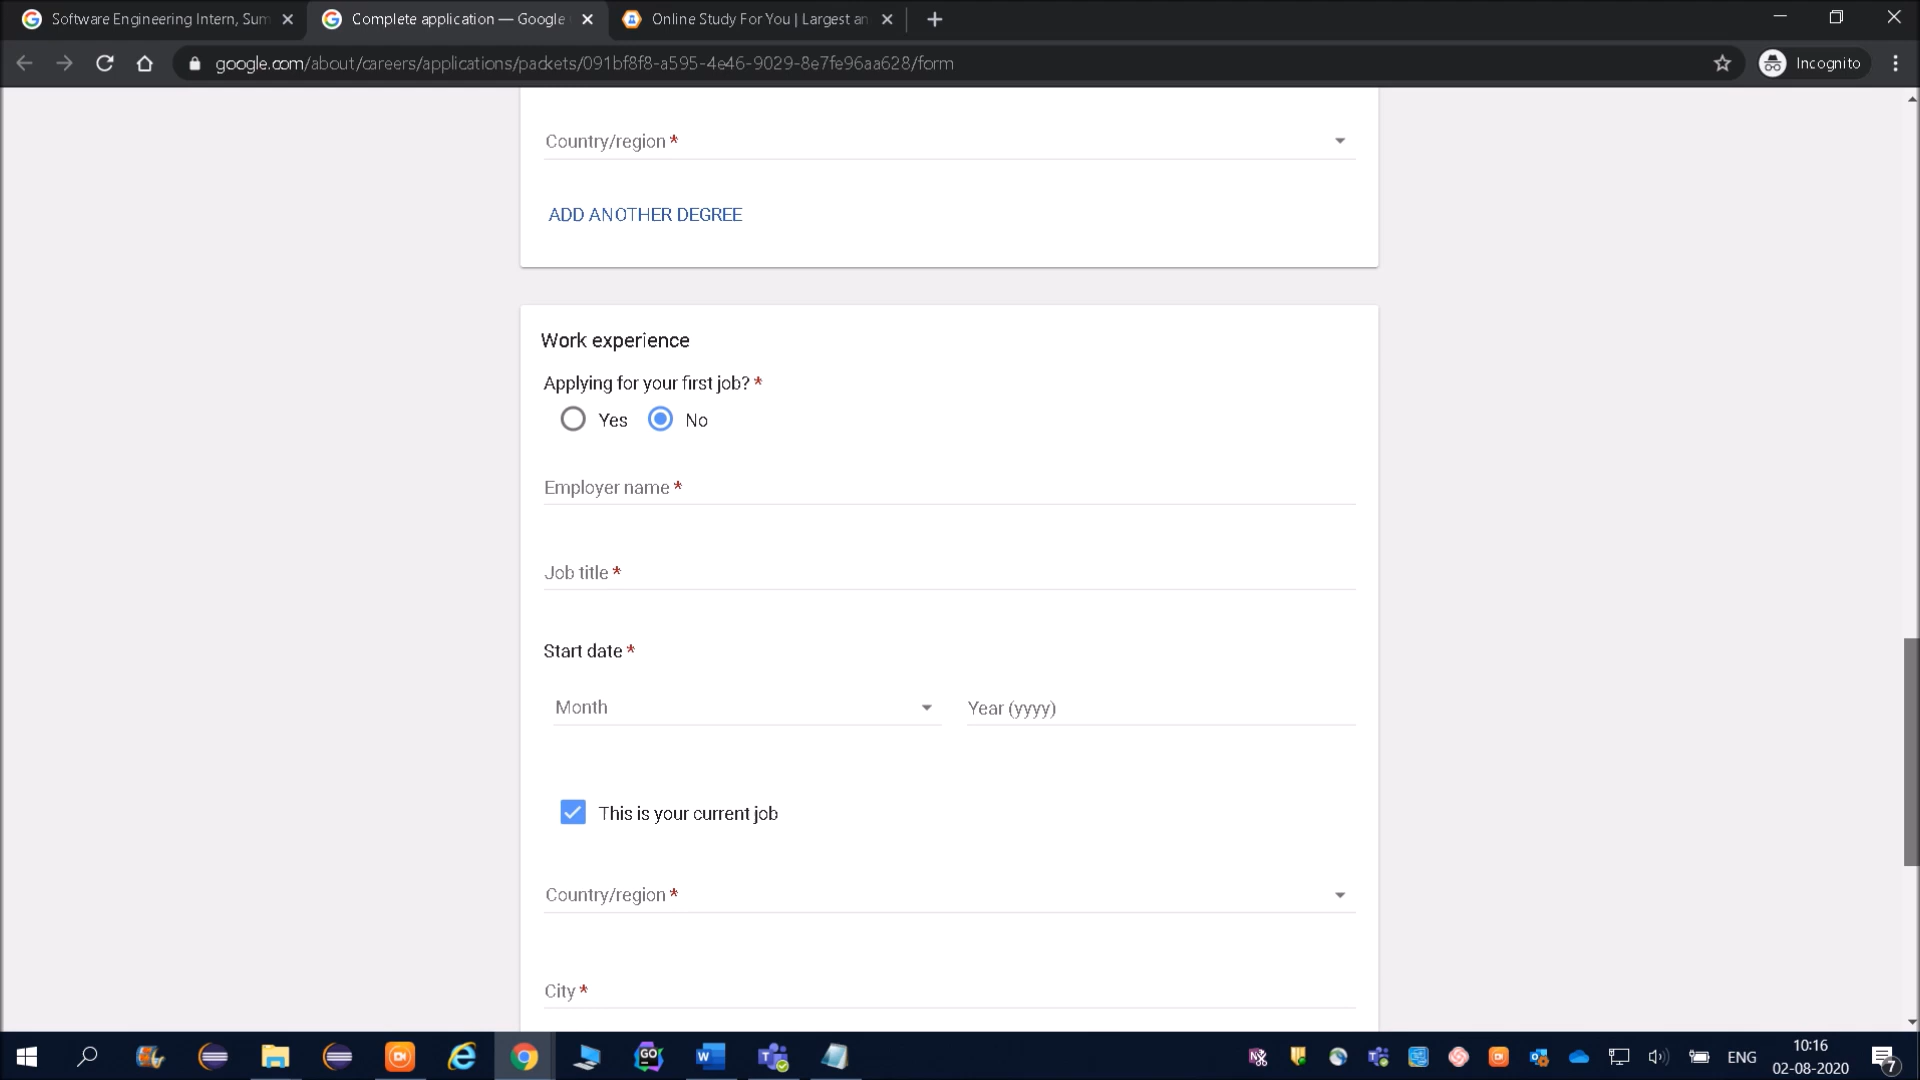 Software Engineering Intern, Sum
Complete application — Google
Online Study For You | Largest an
google.com/about/careers/applications/packets/091bf8f8-a595-4e46-9029-8e7fe96aa628/form
Incognito
Country/region *
ADD ANOTHER DEGREE
Work experience
Applying for your first job? *
Yes
No
Employer name *
Job title *
Start date *
Month
Year (yyyy)
This is your current job
Country/region *
City *
GO
ENG
10:16
02-08-2020
7